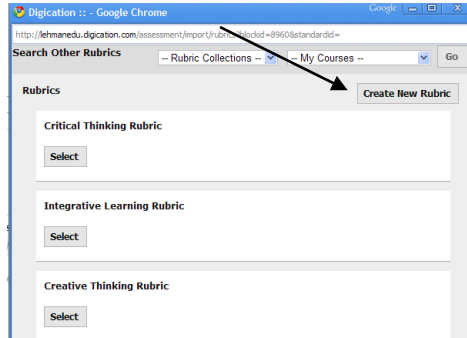 Digication :: - Google Chrome
Google
http://lehmanedu.digication.com/assessment/import/rubrics?blockid=8960&standardid=
Search Other Rubrics
-- Rubric Collections --
-- My Courses --
Go
Rubrics
Create New Rubric
Critical Thinking Rubric
Select
Integrative Learning Rubric
Select
Creative Thinking Rubric
Select